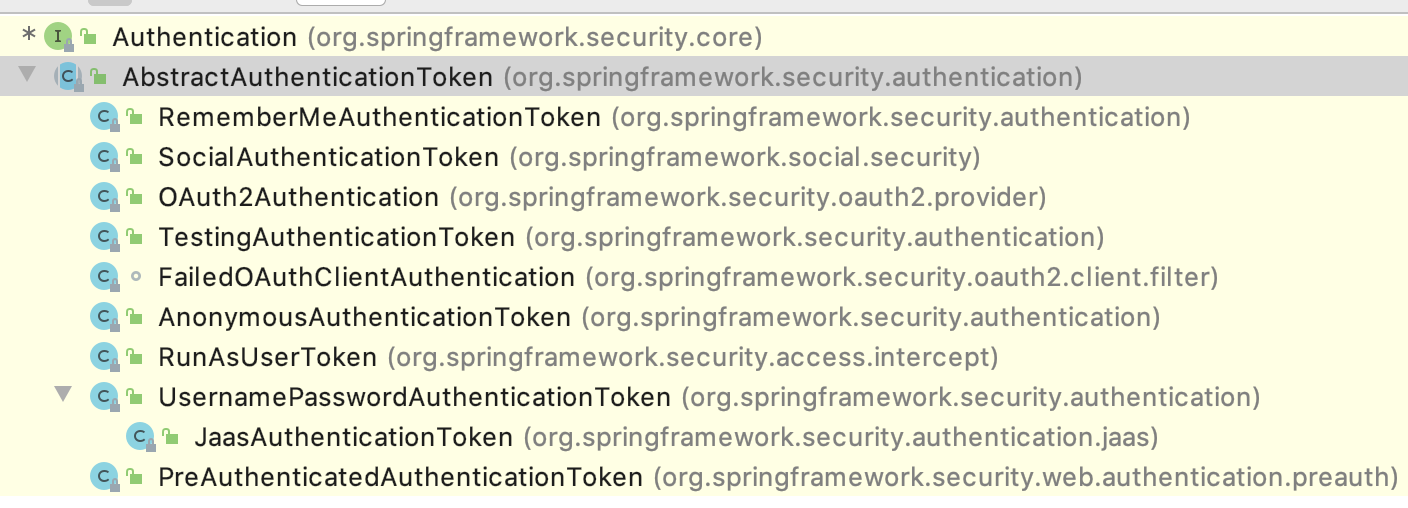 * I Authentication (org.springframework.security.core)
C AbstractAuthenticationToken (org.springframework.security.authentication)
C RememberMeAuthenticationToken (org.springframework.security.authentication)
C SocialAuthenticationToken (org.springframework.social.security)
C OAuth2Authentication (org.springframework.security.oauth2.provider)
C TestingAuthenticationToken (org.springframework.security.authentication)
C FailedOAuthClientAuthentication (org.springframework.security.oauth2.client.filter)
C AnonymousAuthenticationToken (org.springframework.security.authentication)
C RunAsUserToken (org.springframework.security.access.intercept)
C UsernamePasswordAuthenticationToken (org.springframework.security.authentication)
C JaasAuthenticationToken (org.springframework.security.authentication.jaas)
C PreAuthenticatedAuthenticationToken (org.springframework.security.web.authentication.preauth)